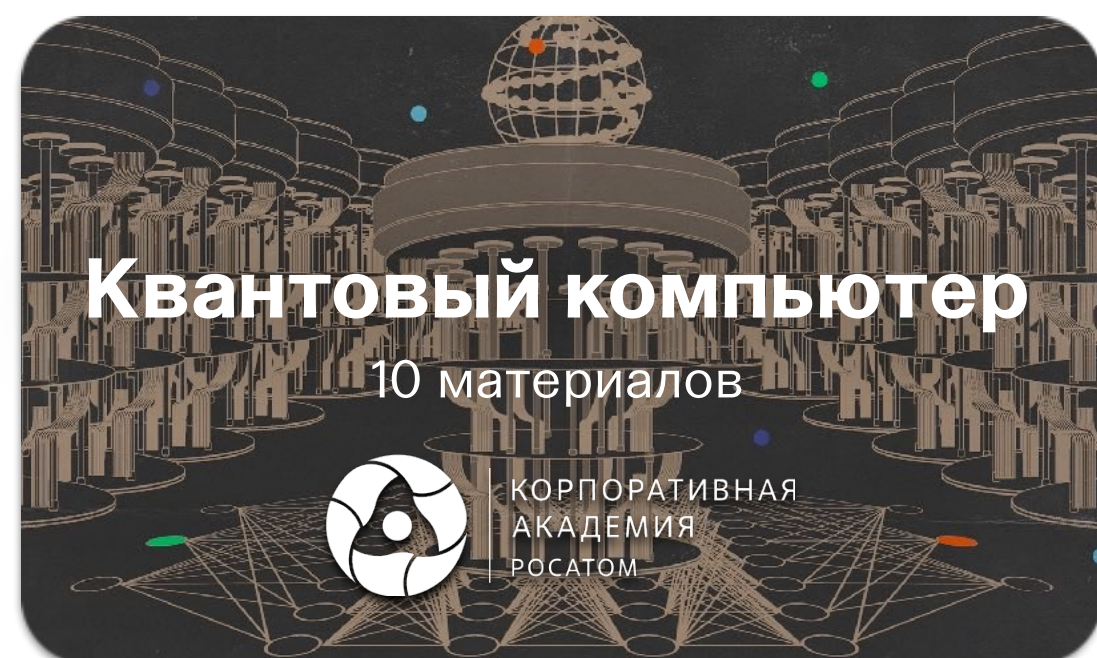 Квантовый компьютер
10 материалов
КОРПОРАТИВНАЯ
АКАДЕМИЯ
РОСАТОМ